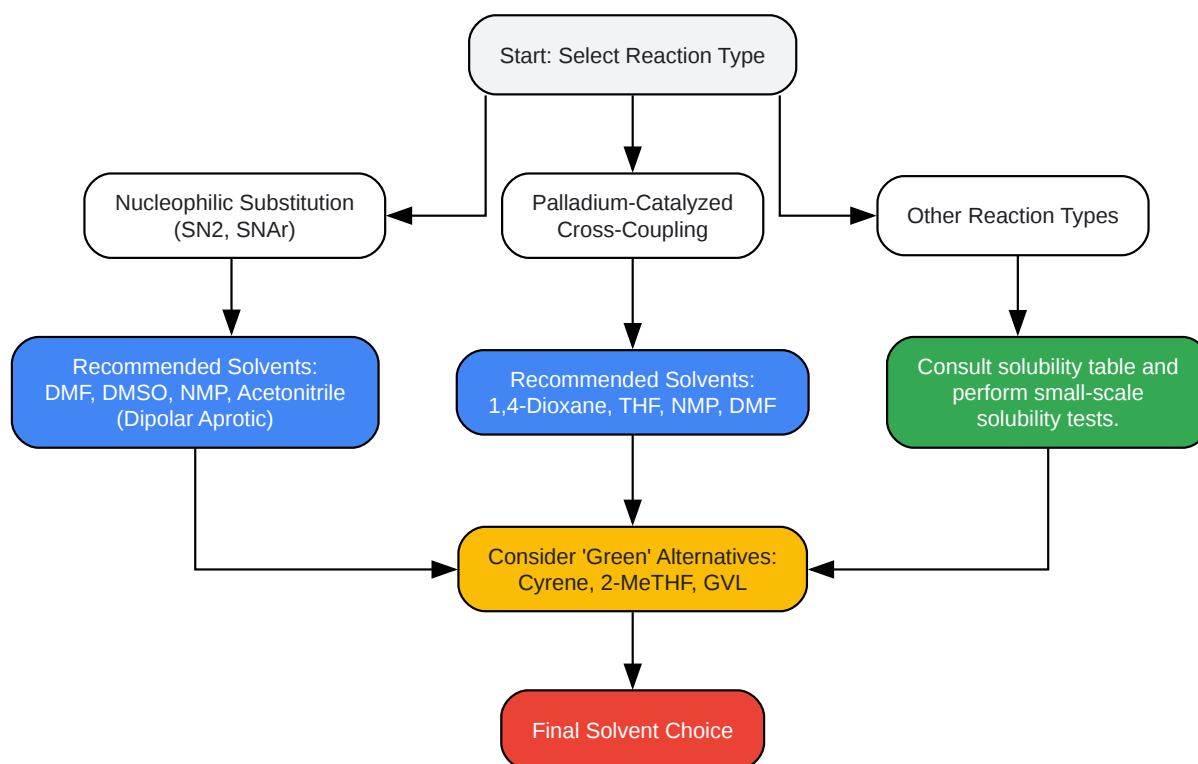 Start: Select Reaction Type
Nucleophilic Substitution
(SN2, SNAr)
Palladium-Catalyzed
Cross-Coupling
Other Reaction Types
Recommended Solvents:
DMF, DMSO, NMP, Acetonitrile
(Dipolar Aprotic)
Recommended Solvents:
1,4-Dioxane, THF, NMP, DMF
Consult solubility table and
perform small-scale
solubility tests.
Consider 'Green' Alternatives:
Cyrene, 2-MeTHF, GVL
Final Solvent Choice